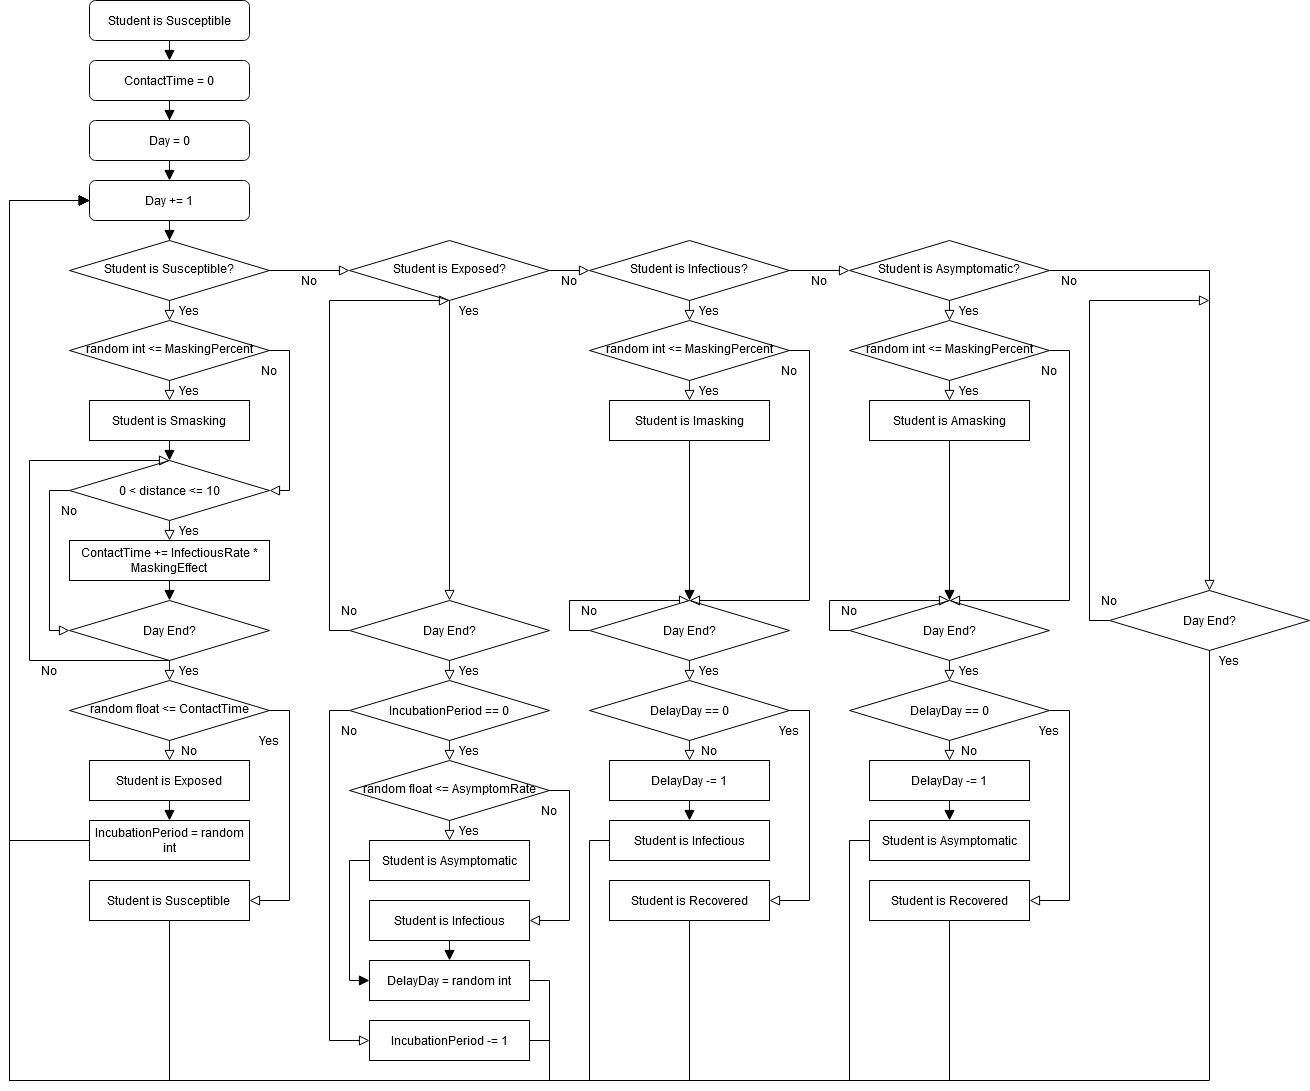 Student is Susceptible
ContactTime = 0
Day = 0
Day += 1
Student is Susceptible?
No
Student is Exposed?
No
Student is Infectious?
No
Student is Asymptomatic?
No
Yes
random int <= MaskingPercent
No
Yes
Student is Smasking
0 < distance <= 10
No
Yes
ContactTime += InfectiousRate *
MaskingEffect
Day End?
No
Yes
random float <= ContactTime
Yes
No
Student is Exposed
IncubationPeriod = random
int
Student is Susceptible
Yes
No
Day End?
Yes
IncubationPeriod == 0
No
Yes
random float <= AsymptomRate
No
Yes
Student is Asymptomatic
Student is Infectious
DelayDay = random int
IncubationPeriod -= 1
Yes
random int <= MaskingPercent
No
Yes
Student is Imasking
No
Day End?
Yes
DelayDay == 0
Yes
No
DelayDay -= 1
Student is Infectious
Student is Recovered
Yes
random int <= MaskingPercent
No
Yes
Student is Amasking
No
Day End?
Yes
DelayDay == 0
Yes
No
DelayDay -= 1
Student is Asymptomatic
Student is Recovered
No
Day End?
Yes